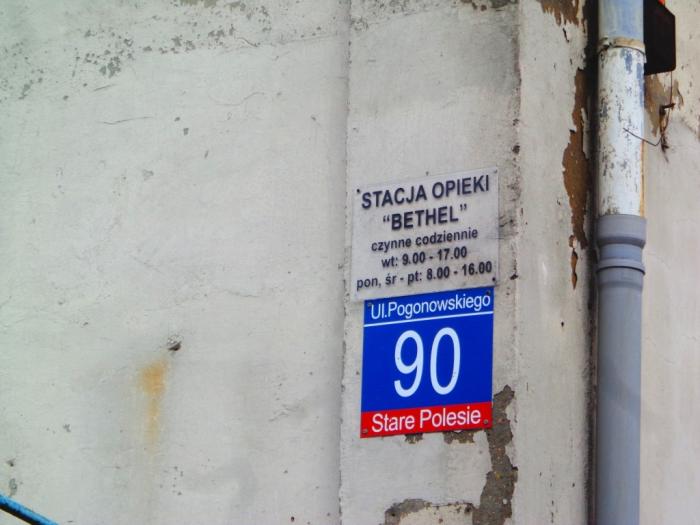 STACJA OPIEKI
“BETHEL”
czynne codziennie
wt: 9.00 - 17.00
pon, śr - pt: 8.00 - 16.00
Ul.Pogonowskiego
90
Stare Polesie